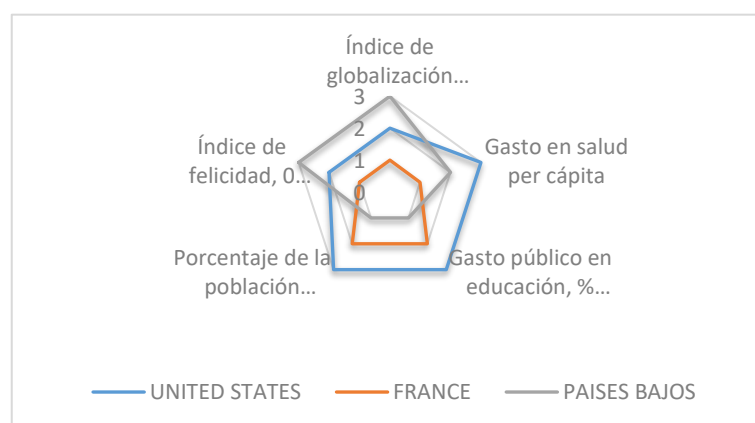 Índice de
globalización...
3
2
1
0
Gasto en salud
per cápita
Gasto público en
educación, %...
Porcentaje de la
población...
Índice de
felicidad, 0...
UNITED STATES
FRANCE
PAISES BAJOS